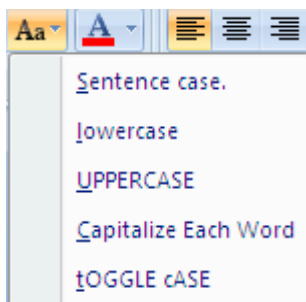 Aa A
Sentence case.
lowercase
UPPERCASE
Capitalize Each Word
tOGGLE cASE